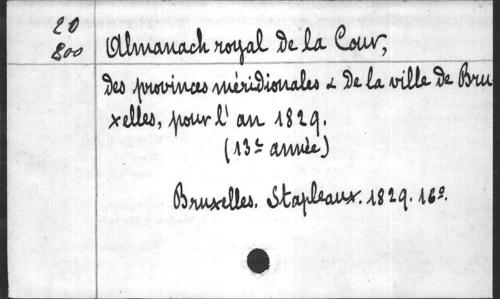 20
800
Almanach royal de la Cour,
des provinces méridionales & de la ville de Bru
xelles, pour l'an 1829.
(13e année)
Bruxelles. Stapleaux. 1829. 16o.